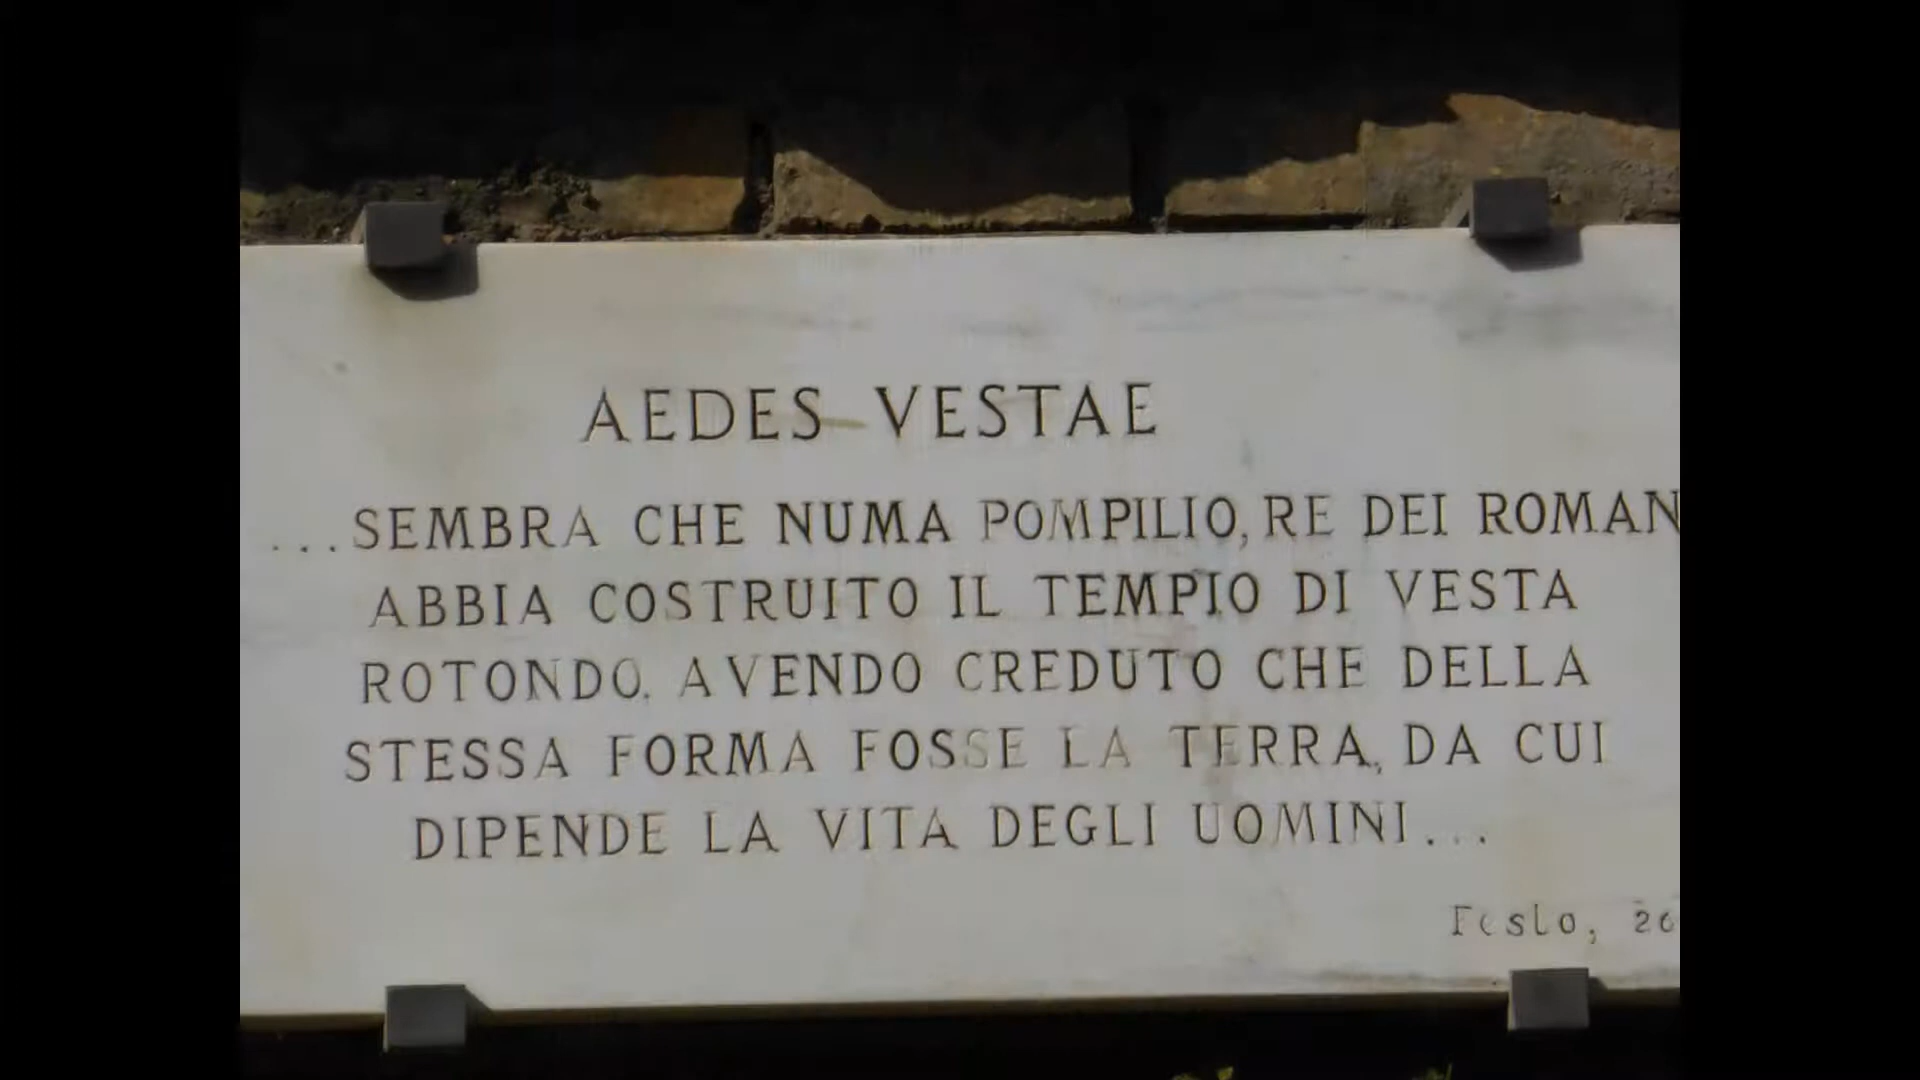 AEDES VESTAE
...SEMBRA CHE NUMA POMPILIO, RE DEI ROMAN
ABBIA COSTRUITO IL TEMPIO DI VESTA
ROTONDO, AVENDO CREDUTO CHE DELLA
STESSA FORMA FOSSE LA TERRA, DA CUI
DIPENDE LA VITA DEGLI UOMINI...
Festo, 26